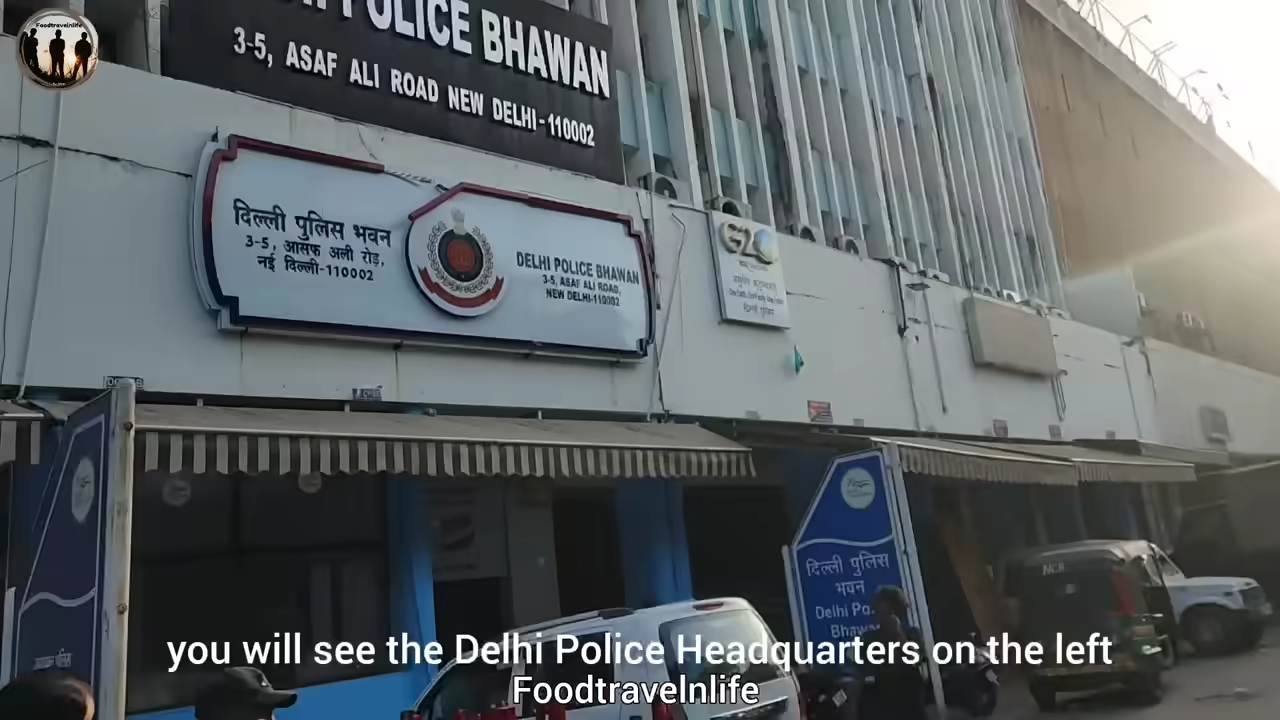 Foodtravelnlife
POLICE BHAWAN
3-5, ASAF ALI ROAD NEW DELHI-110002
दिल्ली पुलिस भवन
3-5, आसफ अली रोड़,
नई दिल्ली-110002
DELHI POLICE BHAWAN
3-5, ASAF ALI ROAD,
NEW DELHI-110002
G20
दिल्ली पुलिस
भवन
Delhi
NCR
you will see the Delhi Police Headquarters on the left
Foodtravelnlife